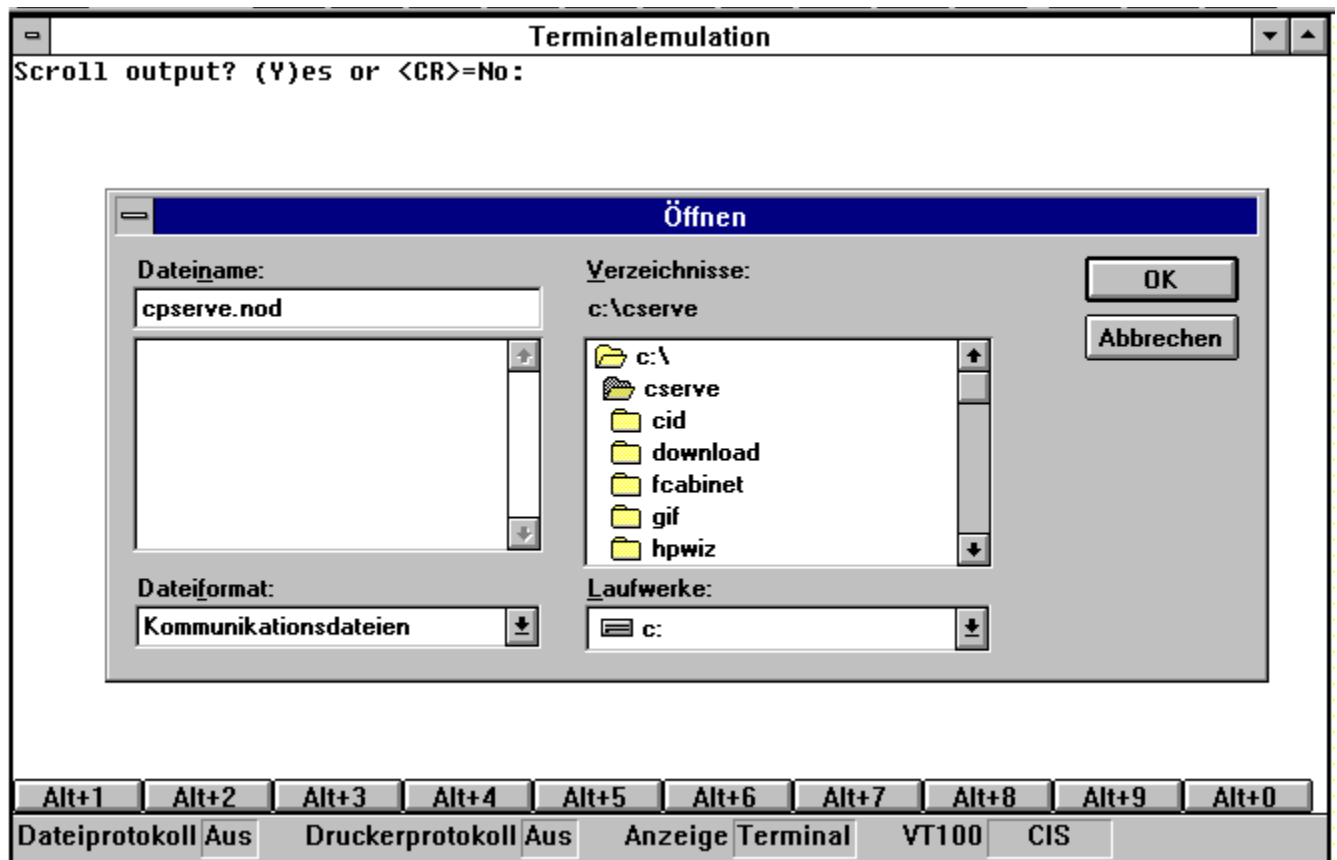 Terminalemulation
Scroll output? (Y)es or <CR>=No:
Öffnen
Dateiname:
cpserve.nod
Dateiformat:
Kommunikationsdateien
Verzeichnisse:
c:\cserve
c:\
cserve
cid
download
fcabinet
gif
hpwiz
Laufwerke:
c:
OK
Abbrechen
Alt+1 Alt+2 Alt+3 Alt+4 Alt+5 Alt+6 Alt+7 Alt+8 Alt+9 Alt+0
Dateiprotokoll Aus Druckerprotokoll Aus Anzeige Terminal VT100 CIS